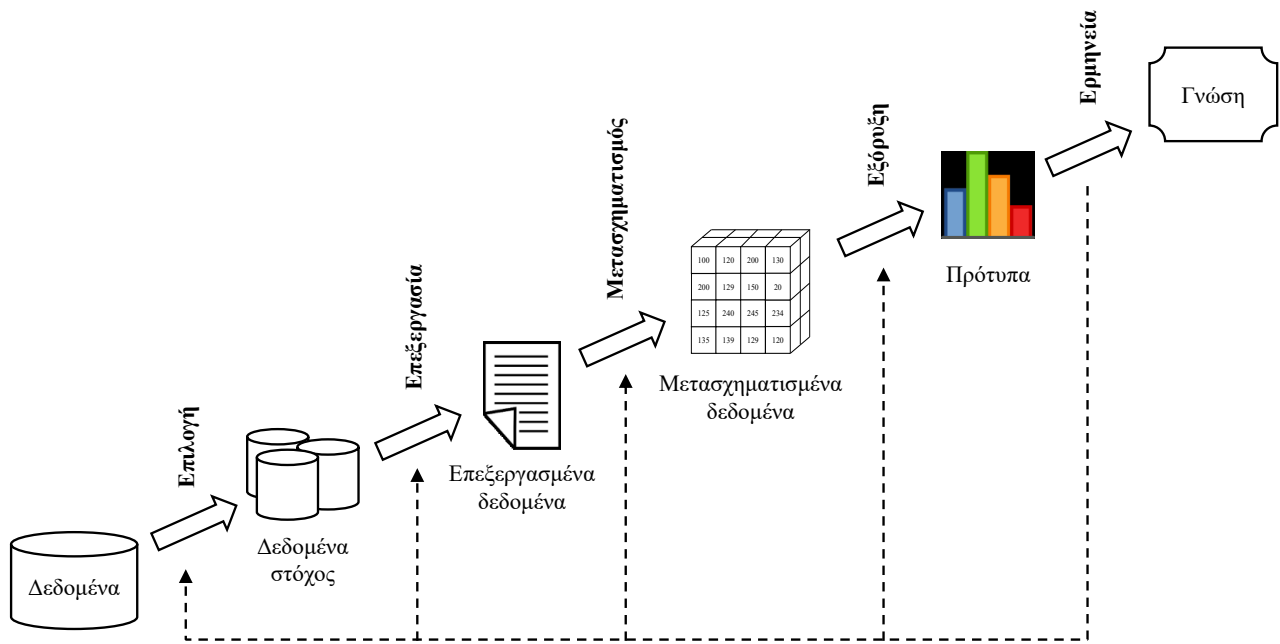 Δεδομένα
Επιλογή
Δεδομένα
στόχος
Επεξεργασία
Επεξεργασμένα
δεδομένα
Μετασχηματισμός
100 120 200 130
200 129 150 20
125 240 245 234
135 139 129 120
Μετασχηματισμένα
δεδομένα
Εξόρυξη
Πρότυπα
Ερμηνεία
Γνώση